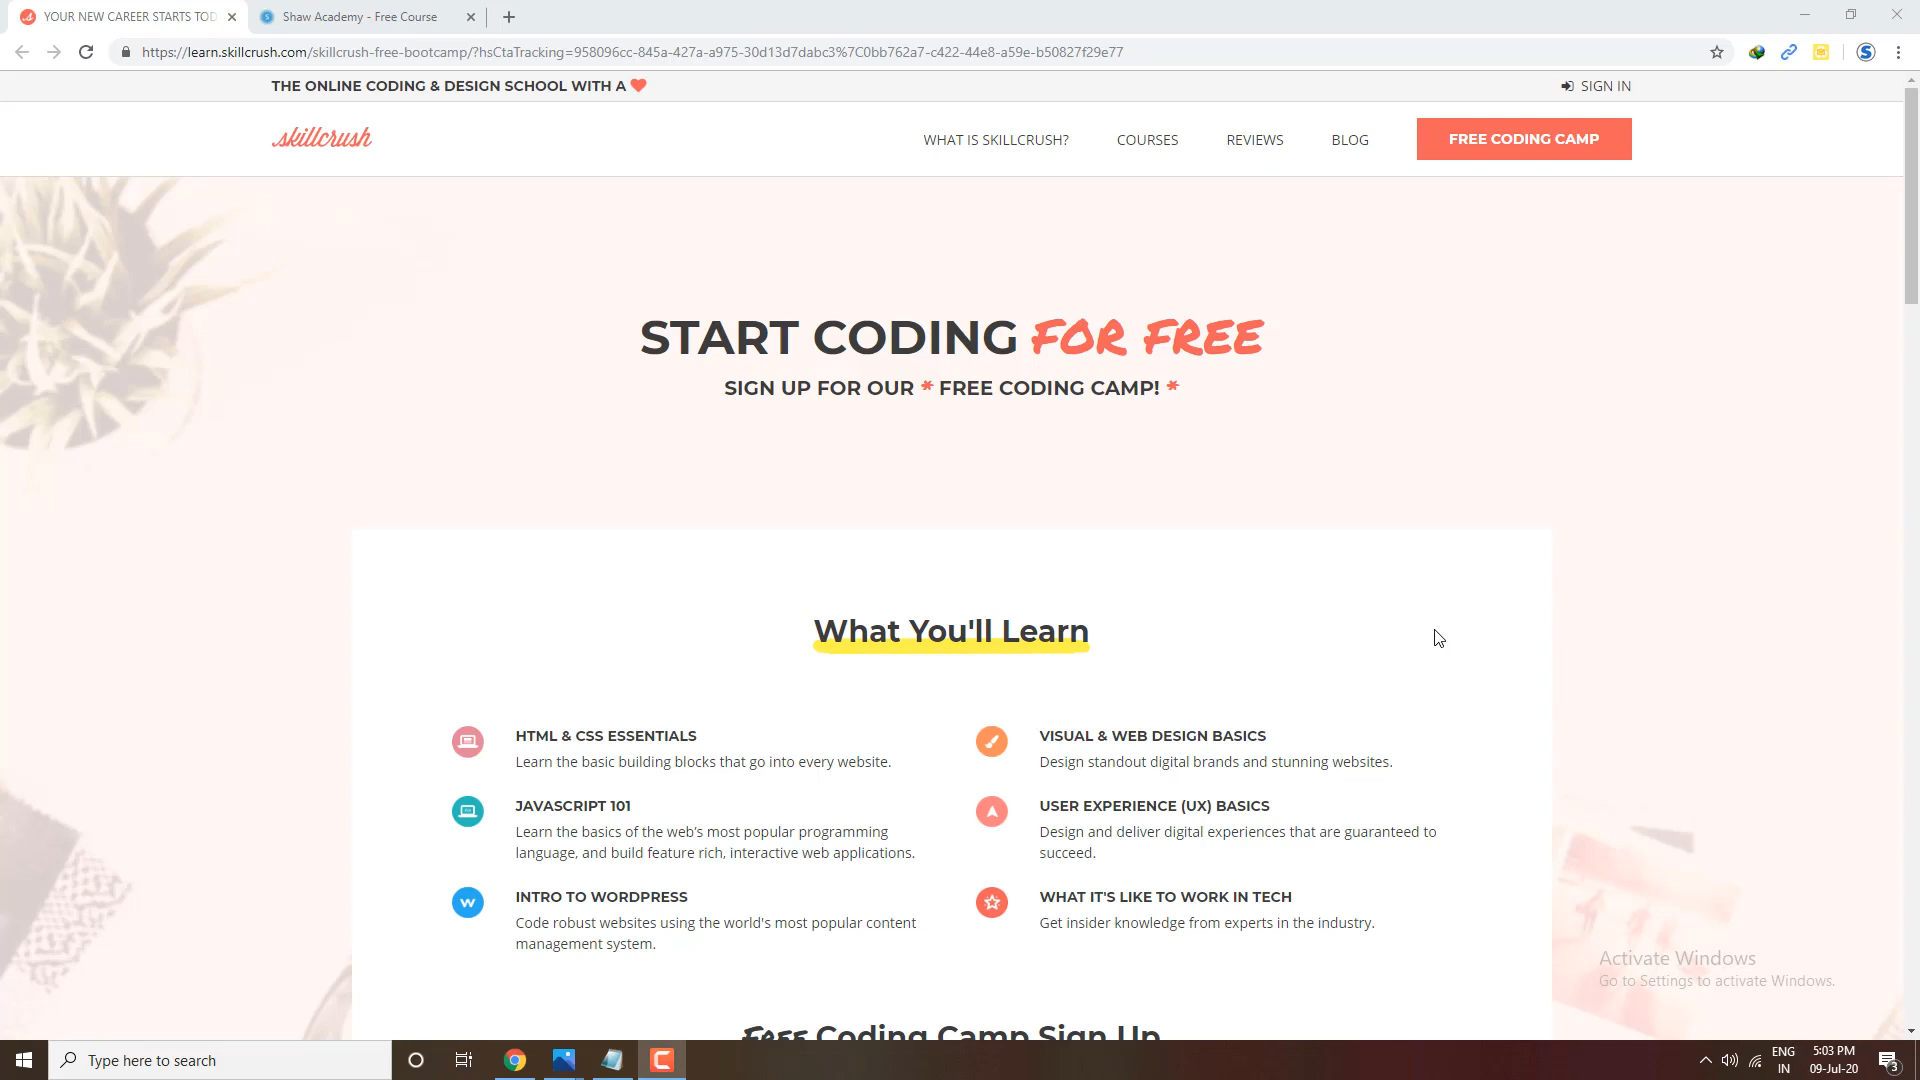 YOUR NEW CAREER STARTS TOD
Shaw Academy - Free Course
https://learn.skillcrush.com/skillcrush-free-bootcamp/?hsCtaTracking=958096cc-845a-427a-a975-30d13d7dabc3%7C0bb762a7-c422-44e8-a59e-b50827f29e77
THE ONLINE CODING & DESIGN SCHOOL WITH A
SIGN IN
skillcrush
WHAT IS SKILLCRUSH?
COURSES
REVIEWS
BLOG
FREE CODING CAMP
START CODING FOR FREE
SIGN UP FOR OUR * FREE CODING CAMP! *
What You'll Learn
HTML & CSS ESSENTIALS
Learn the basic building blocks that go into every website.
VISUAL & WEB DESIGN BASICS
Design standout digital brands and stunning websites.
JAVASCRIPT 101
Learn the basics of the web’s most popular programming
language, and build feature rich, interactive web applications.
USER EXPERIENCE (UX) BASICS
Design and deliver digital experiences that are guaranteed to
succeed.
INTRO TO WORDPRESS
Code robust websites using the world's most popular content
management system.
WHAT IT'S LIKE TO WORK IN TECH
Get insider knowledge from experts in the industry.
Activate Windows
Go to Settings to activate Windows.
Free Coding Camp Sign Up
Type here to search
ENG
IN
5:03 PM
09-Jul-20
3